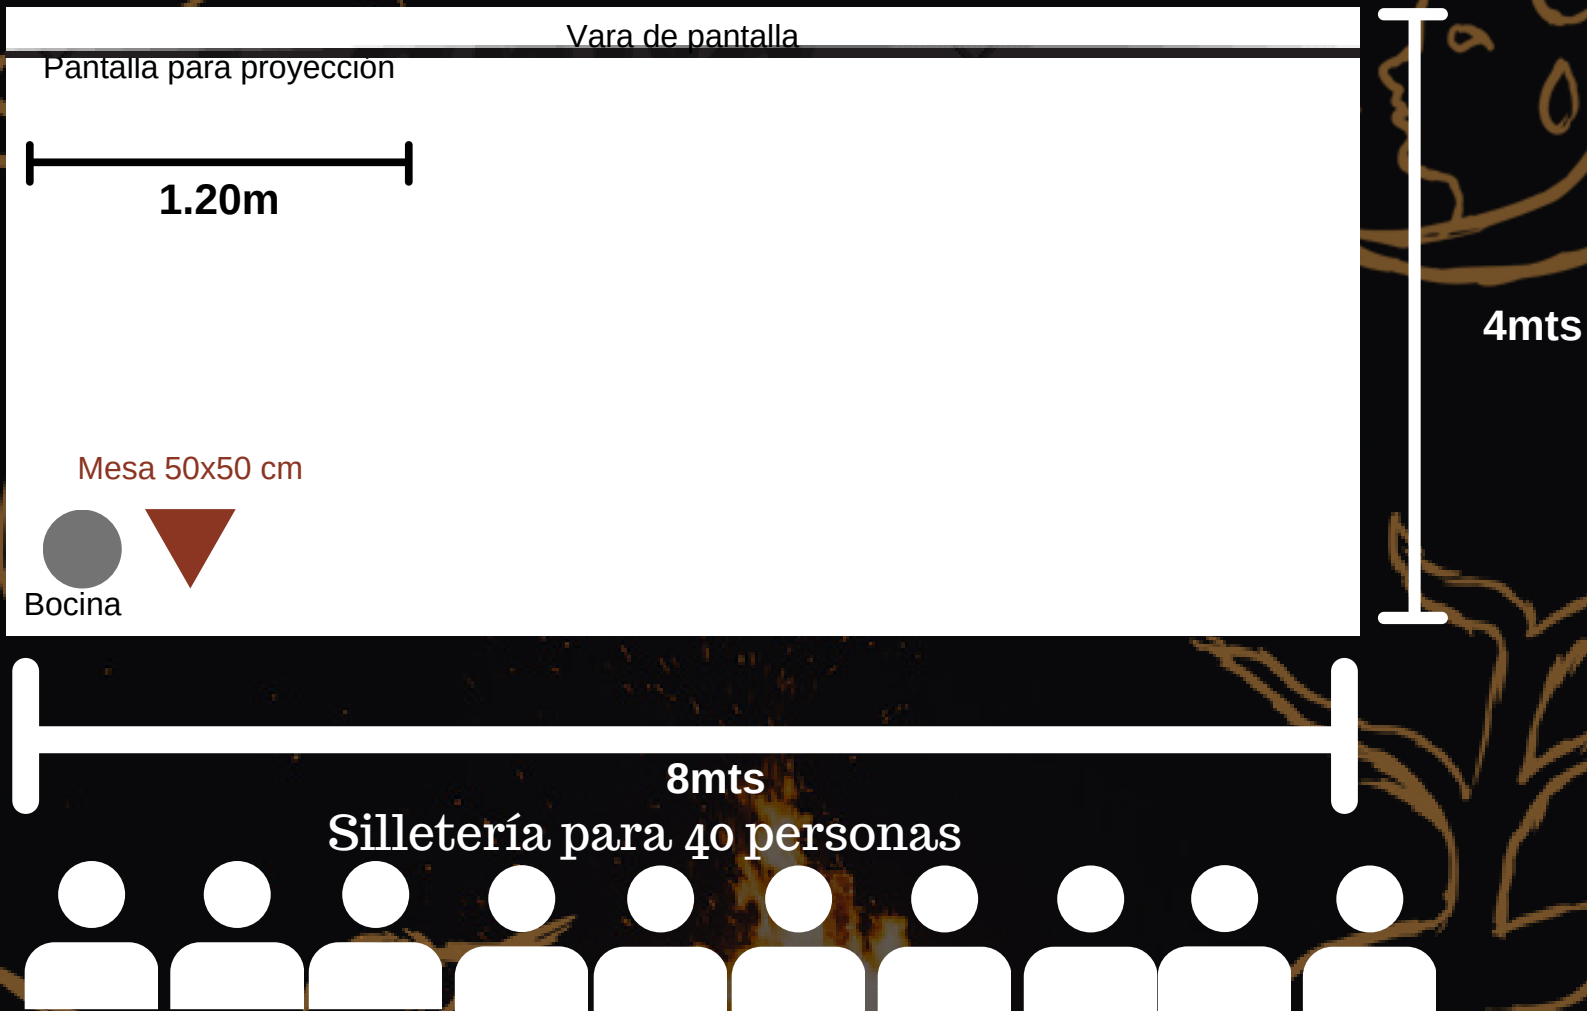 Vara de pantalla
Pantalla para proyección
1.20m
4mts
Mesa 50x50 cm
Bocina
8mts
Silletería para 40 personas